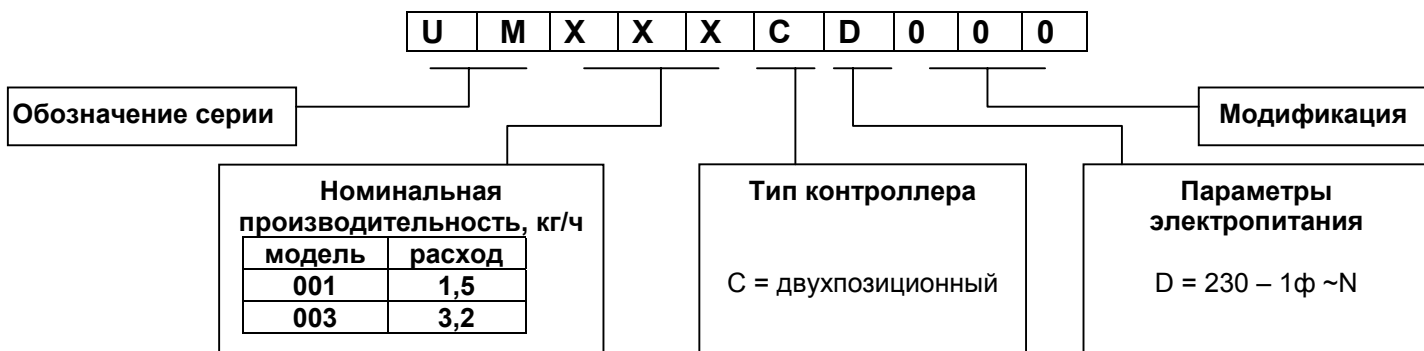 U M X X X C D 0 0 0
Обозначение серии
Модификация
Номинальная
производительность, кг/ч
модель расход
001 1,5
003 3,2
Тип контроллера
C = двухпозиционный
Параметры
электропитания
D = 230 – 1ф ~N